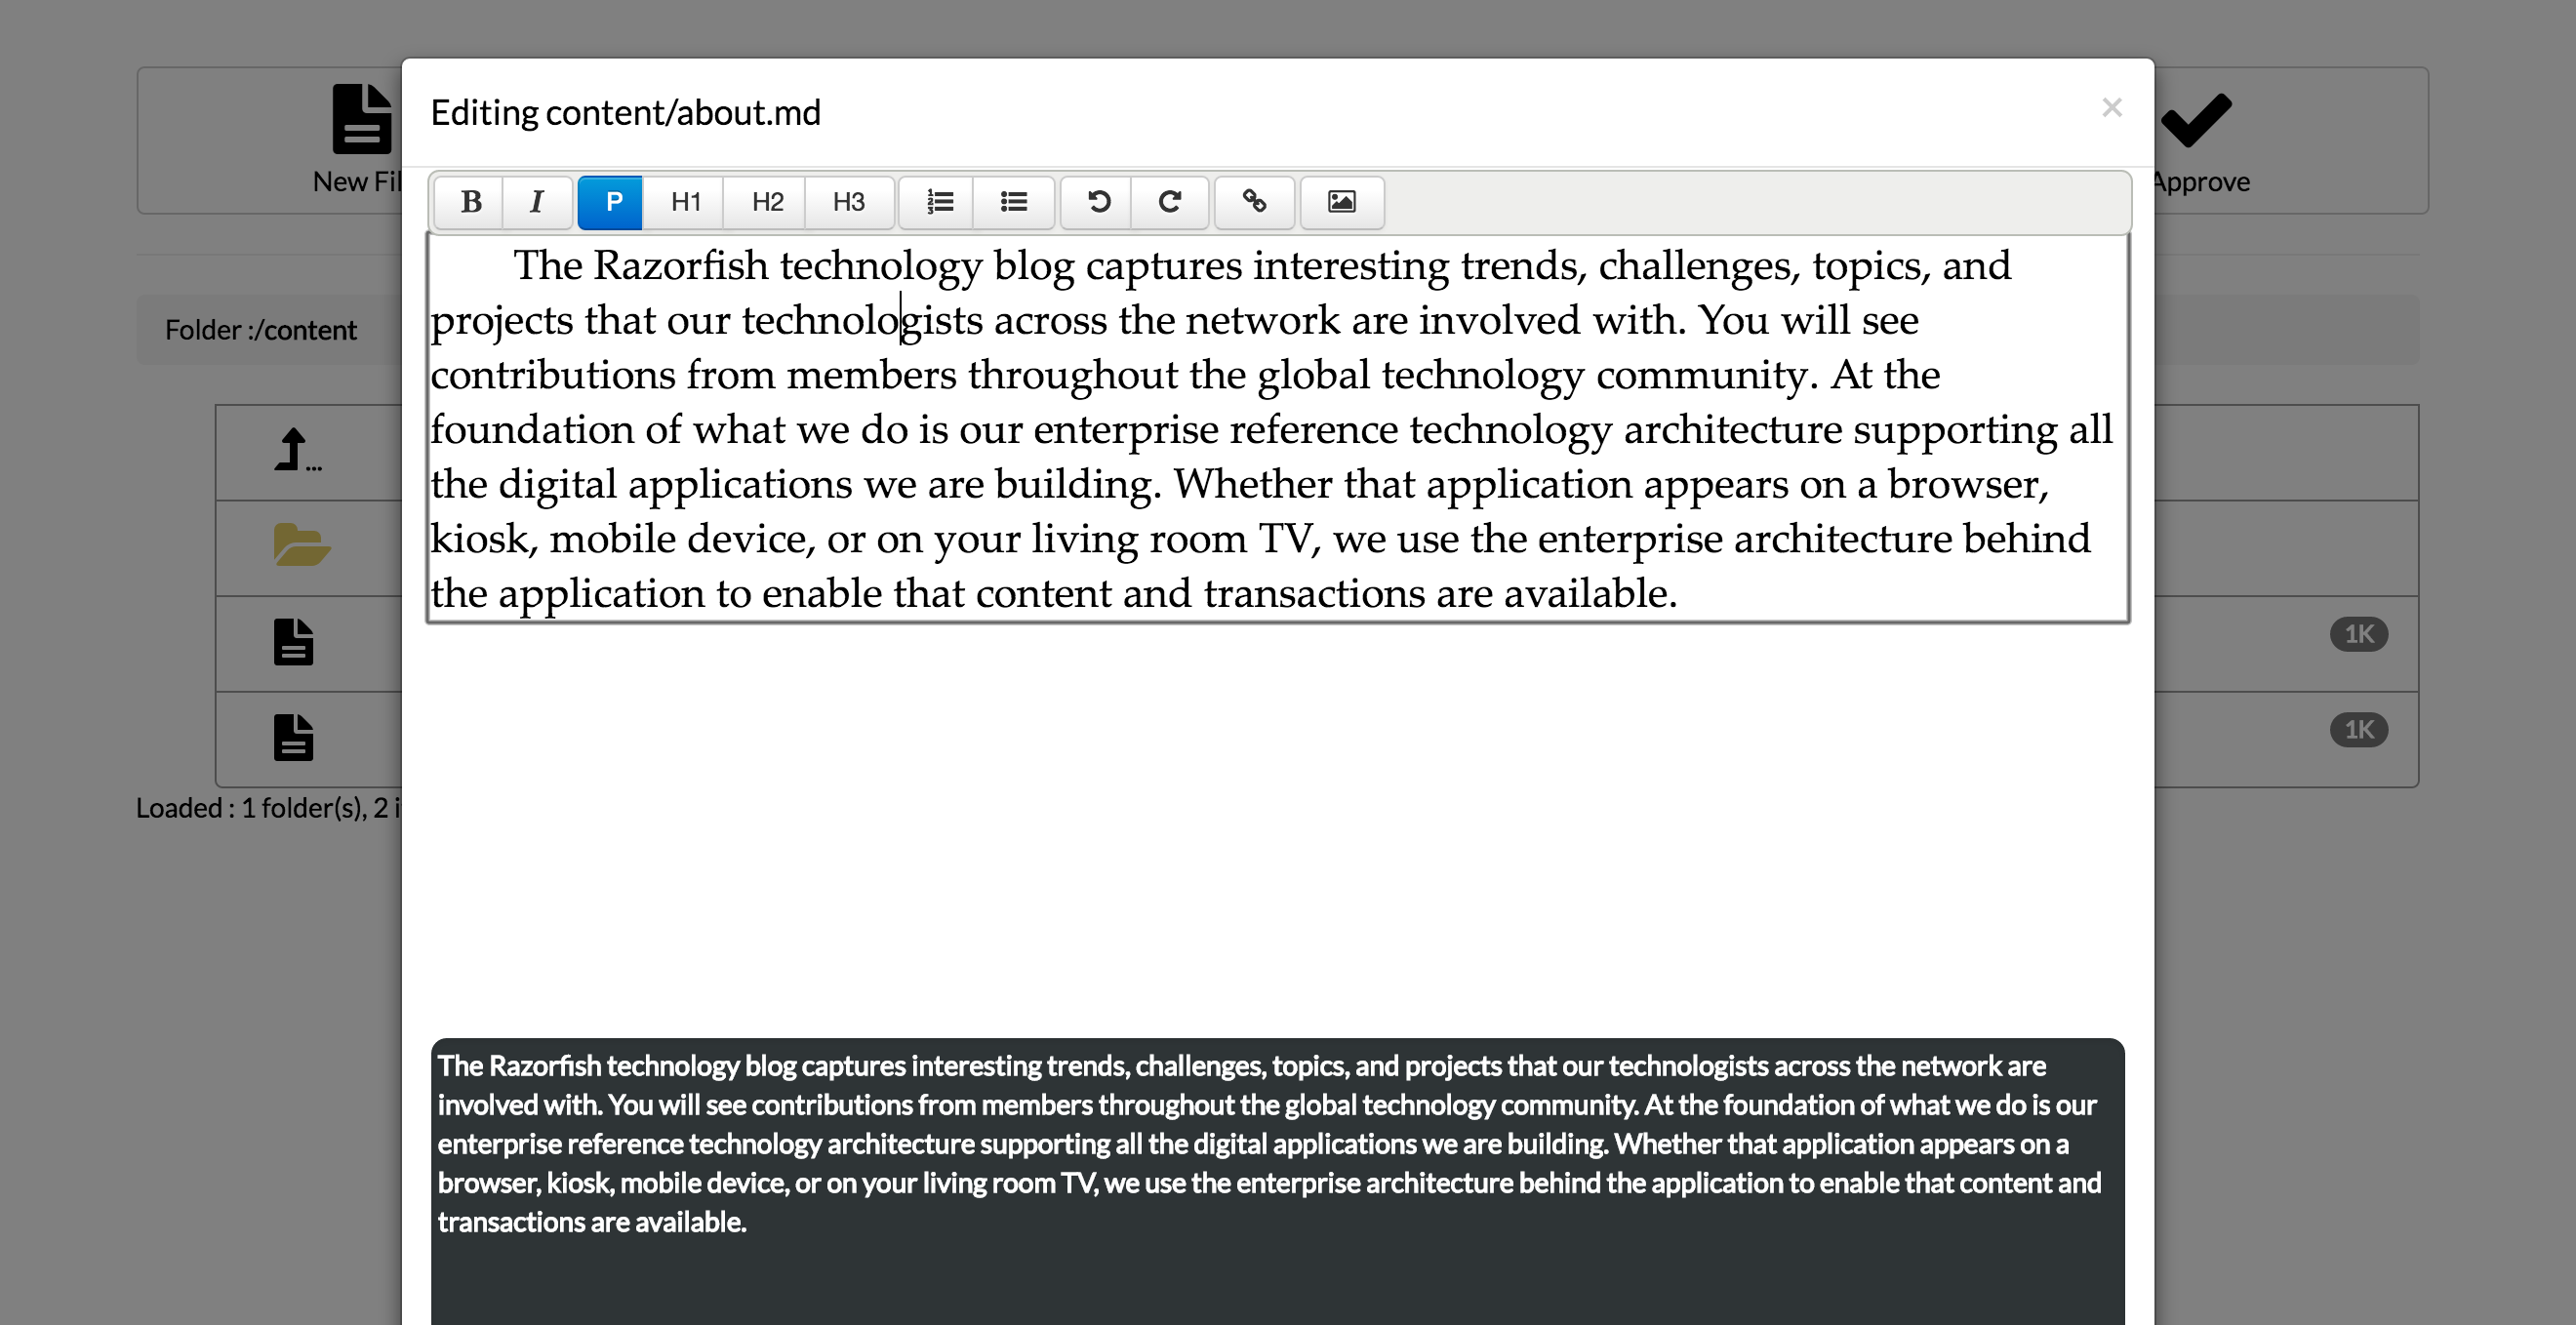 Editing content/about.md
×
New Fil
Approve
B I P H1 H2 H3
Folder :/content
The Razorfish technology blog captures interesting trends, challenges, topics, and
projects that our technologists across the network are involved with. You will see
contributions from members throughout the global technology community. At the
foundation of what we do is our enterprise reference technology architecture supporting all
the digital applications we are building. Whether that application appears on a browser,
kiosk, mobile device, or on your living room TV, we use the enterprise architecture behind
the application to enable that content and transactions are available.
...
1K
1K
Loaded : 1 folder(s), 2 i
The Razorfish technology blog captures interesting trends, challenges, topics, and projects that our technologists across the network are
involved with. You will see contributions from members throughout the global technology community. At the foundation of what we do is our
enterprise reference technology architecture supporting all the digital applications we are building. Whether that application appears on a
browser, kiosk, mobile device, or on your living room TV, we use the enterprise architecture behind the application to enable that content and
transactions are available.